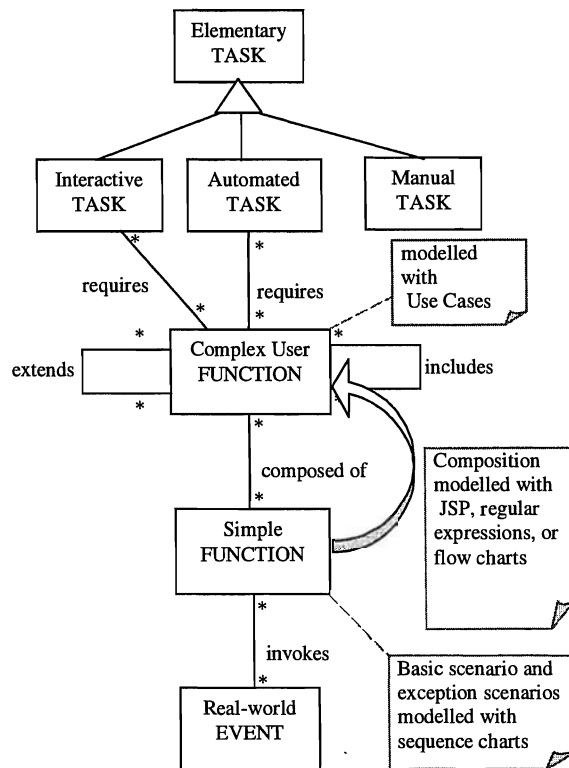 Elementary
TASK
Interactive
TASK
Automated
TASK
Manual
TASK
*
*
requires
*
requires
*
modelled
with
Use Cases
*
*
Complex User
FUNCTION
extends
includes
*
*
*
composed of
*
Composition
modelled with
JSP, regular
expressions, or
flow charts
Simple
FUNCTION
*
invokes
*
Basic scenario and
exception scenarios
modelled with
sequence charts
Real-world
EVENT